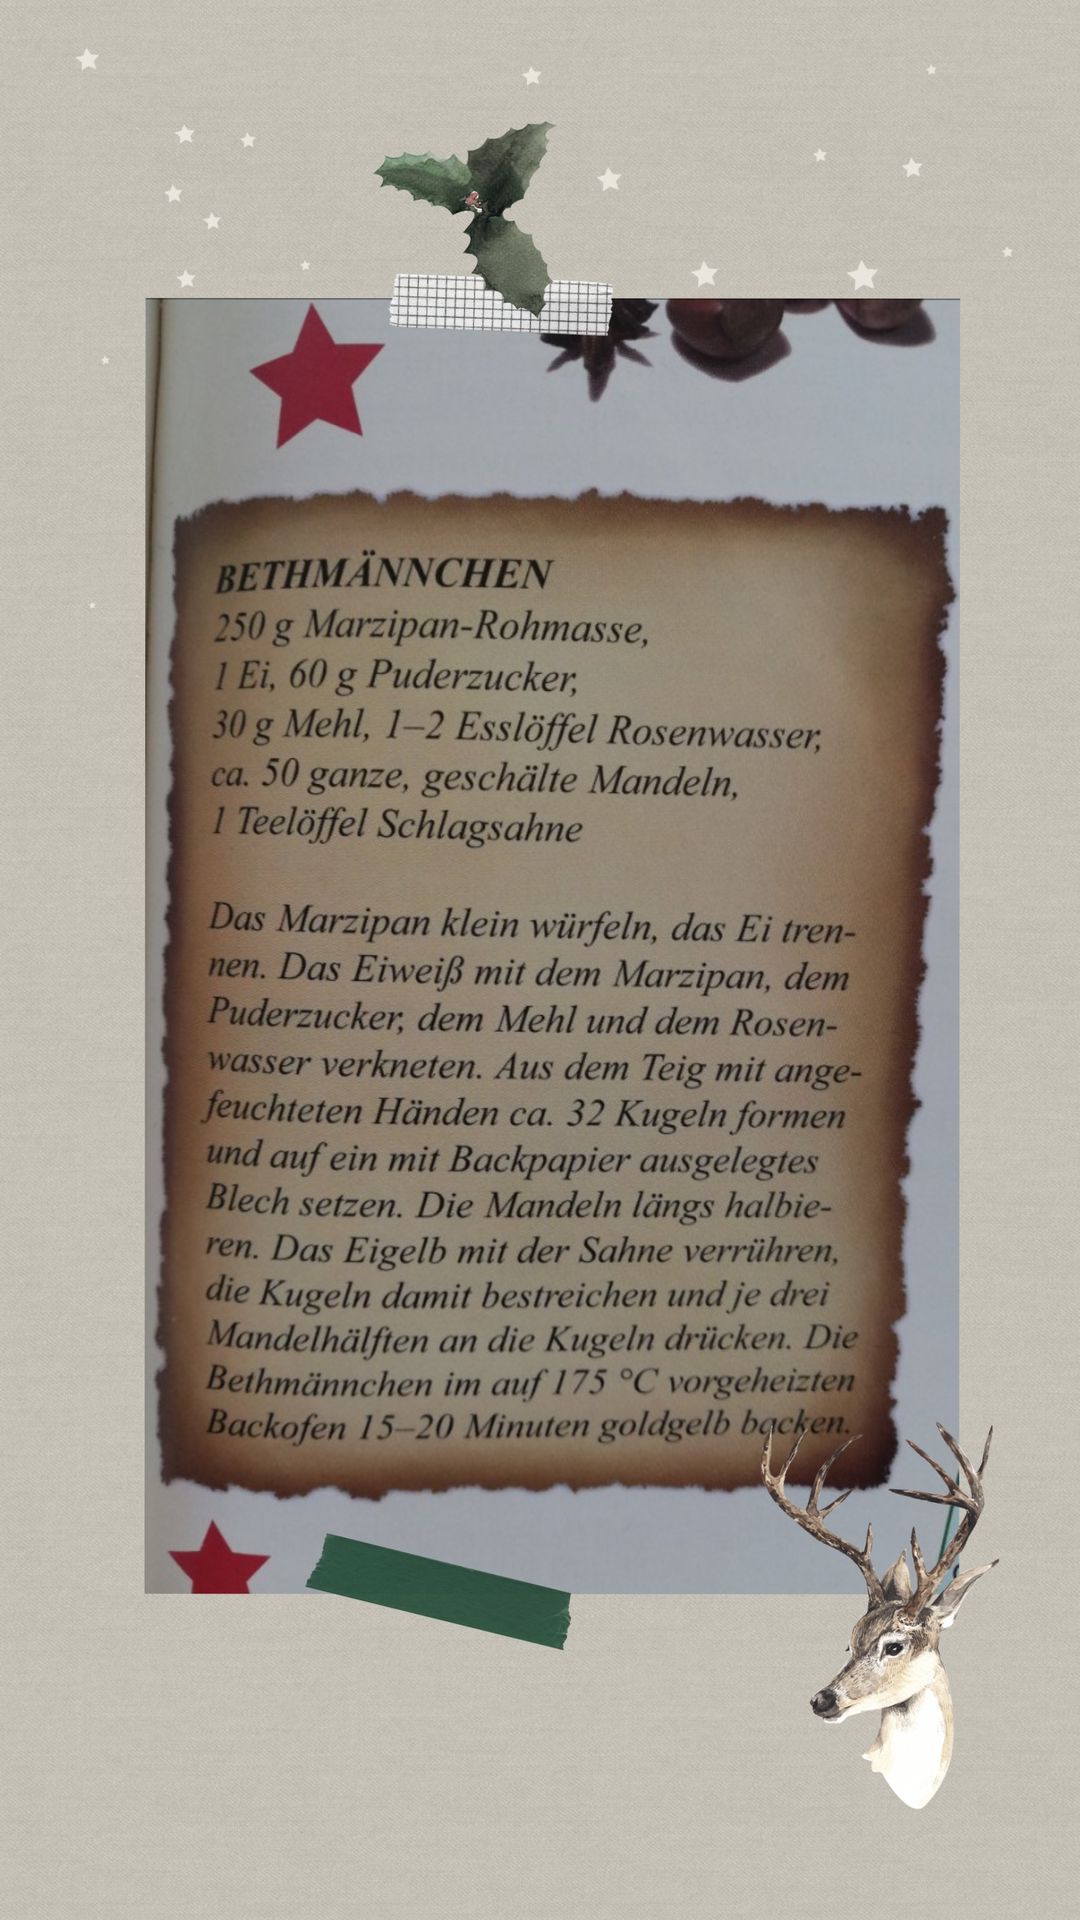 BETHMÄNNCHEN
250 g Marzipan-Rohmasse,
1 Ei, 60 g Puderzucker,
30 g Mehl, 1–2 Esslöffel Rosenwasser,
ca. 50 ganze, geschälte Mandeln,
1 Teelöffel Schlagsahne
Das Marzipan klein würfeln, das Ei tren-
nen. Das Eiweiß mit dem Marzipan, dem
Puderzucker, dem Mehl und dem Rosen-
wasser verkneten. Aus dem Teig mit ange-
feuchteten Händen ca. 32 Kugeln formen
und auf ein mit Backpapier ausgelegtes
Blech setzen. Die Mandeln längs halbie-
ren. Das Eigelb mit der Sahne verrühren,
die Kugeln damit bestreichen und je drei
Mandelhälften an die Kugeln drücken. Die
Bethmännchen im auf 175 °C vorgeheizten
Backofen 15–20 Minuten goldgelb backen.